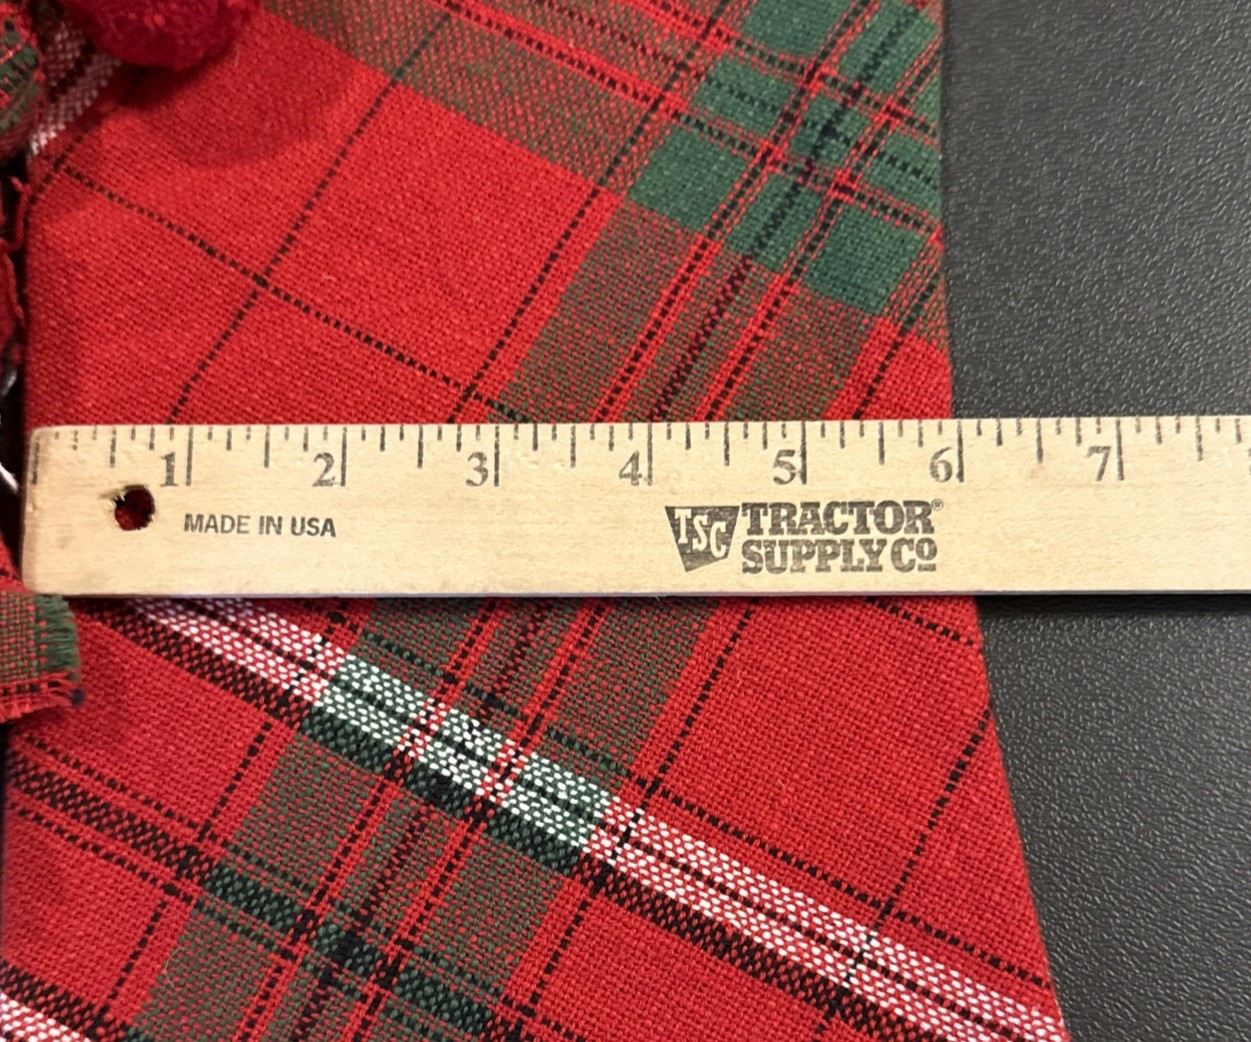 1 2 3 4 5 6 7
MADE IN USA
TSC TRACTOR®
SUPPLY CO